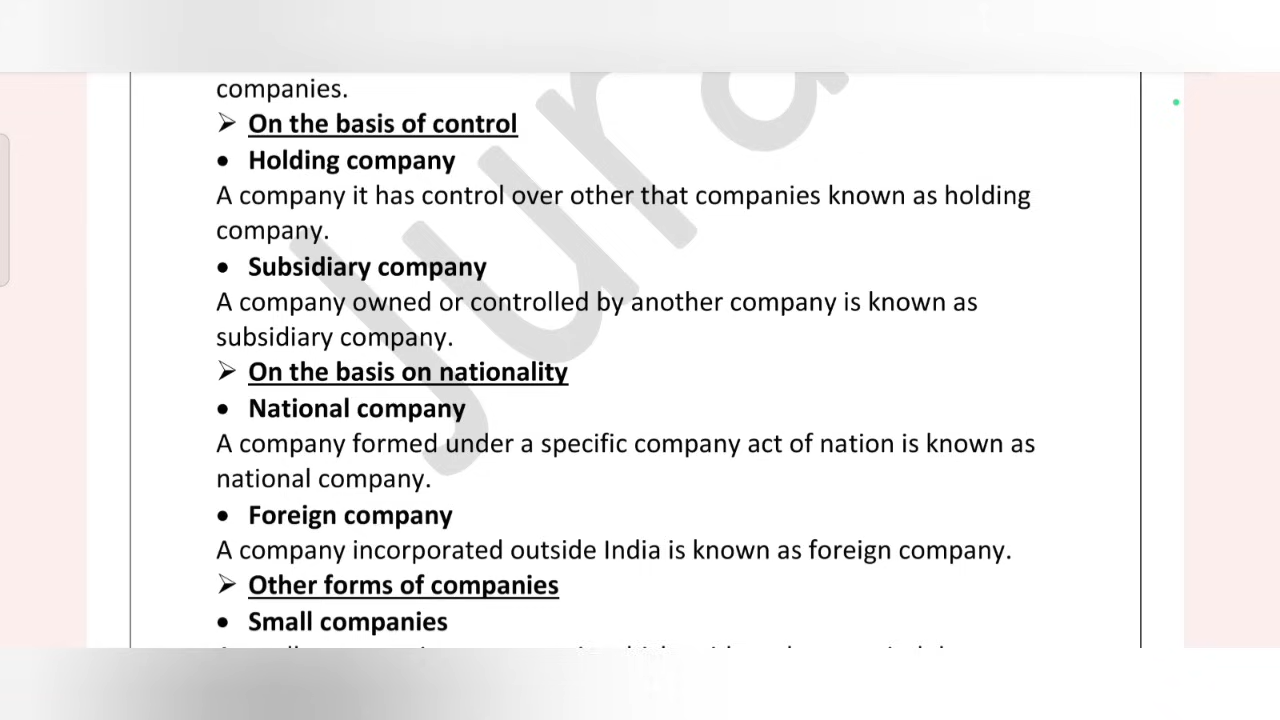 companies.
➢ On the basis of control
• Holding company
A company it has control over other that companies known as holding
company.
• Subsidiary company
A company owned or controlled by another company is known as
subsidiary company.
➢ On the basis on nationality
• National company
A company formed under a specific company act of nation is known as
national company.
• Foreign company
A company incorporated outside India is known as foreign company.
➢ Other forms of companies
• Small companies